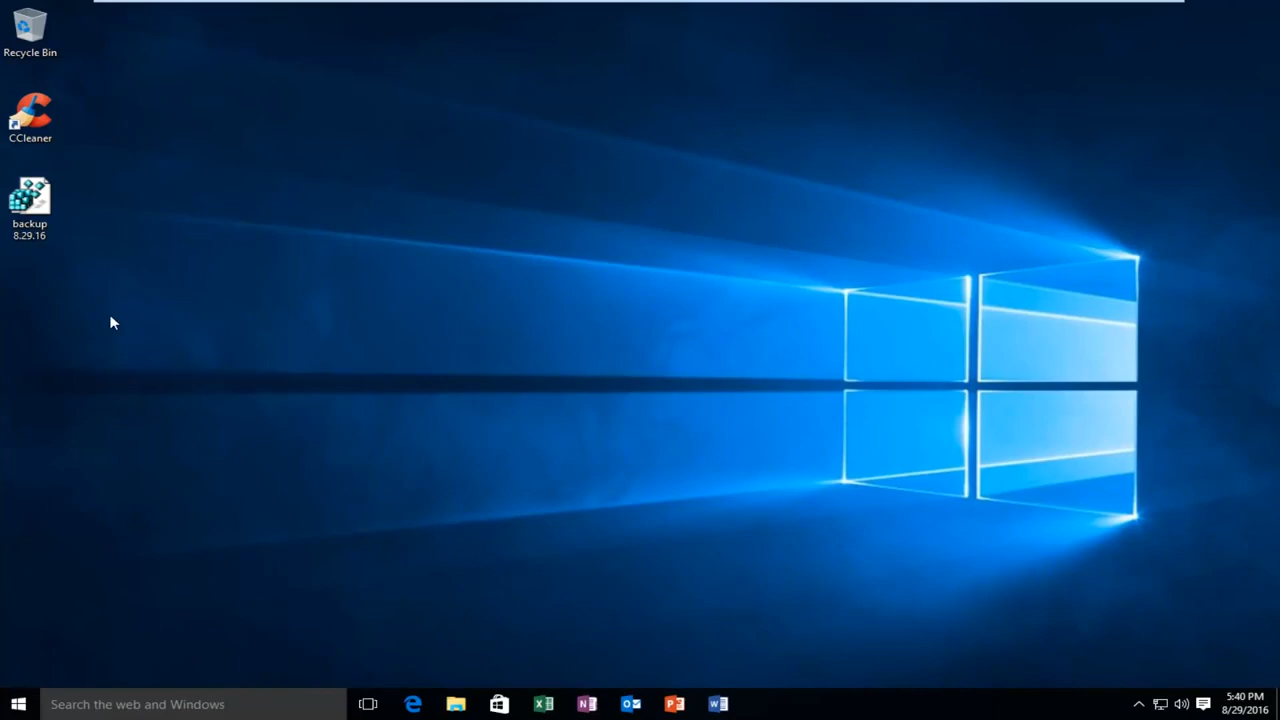 Recycle Bin
CCleaner
backup
8.29.16
Search the web and Windows
5:40 PM
8/29/2016